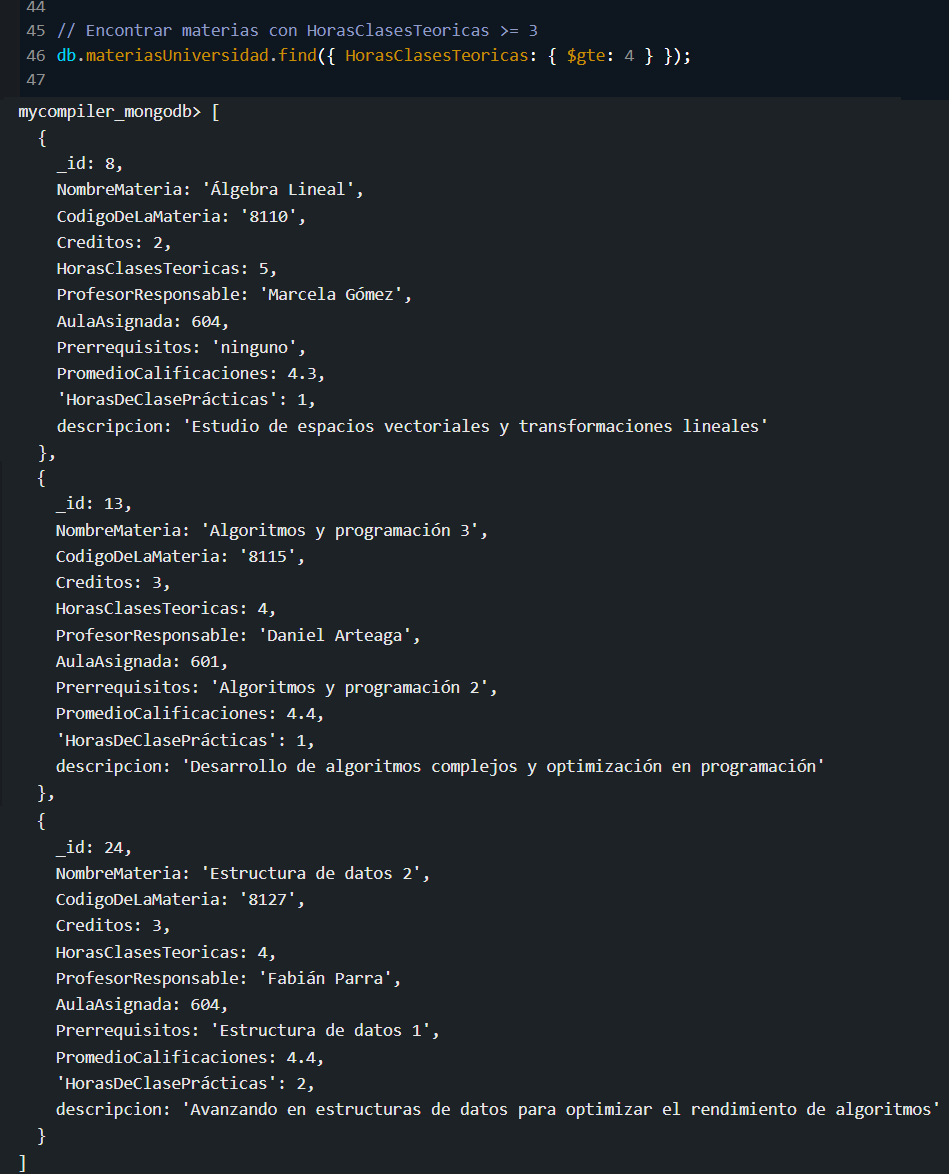 44
45 // Encontrar materias con HorasClasesTeoricas >= 3
46 db.materiasUniversidad.find({ HorasClasesTeoricas: { $gte: 4 } });
47
mycompiler_mongodb> [
  {
    _id: 8,
    NombreMateria: 'Álgebra Lineal',
    CodigoDeLaMateria: '8110',
    Creditos: 2,
    HorasClasesTeoricas: 5,
    ProfesorResponsable: 'Marcela Gómez',
    AulaAsignada: 604,
    Prerrequisitos: 'ninguno',
    PromedioCalificaciones: 4.3,
    'HorasDeClasePrácticas': 1,
    descripcion: 'Estudio de espacios vectoriales y transformaciones lineales'
  },
  {
    _id: 13,
    NombreMateria: 'Algoritmos y programación 3',
    CodigoDeLaMateria: '8115',
    Creditos: 3,
    HorasClasesTeoricas: 4,
    ProfesorResponsable: 'Daniel Arteaga',
    AulaAsignada: 601,
    Prerrequisitos: 'Algoritmos y programación 2',
    PromedioCalificaciones: 4.4,
    'HorasDeClasePrácticas': 1,
    descripcion: 'Desarrollo de algoritmos complejos y optimización en programación'
  },
  {
    _id: 24,
    NombreMateria: 'Estructura de datos 2',
    CodigoDeLaMateria: '8127',
    Creditos: 3,
    HorasClasesTeoricas: 4,
    ProfesorResponsable: 'Fabián Parra',
    AulaAsignada: 604,
    Prerrequisitos: 'Estructura de datos 1',
    PromedioCalificaciones: 4.4,
    'HorasDeClasePrácticas': 2,
    descripcion: 'Avanzando en estructuras de datos para optimizar el rendimiento de algoritmos'
  }
]